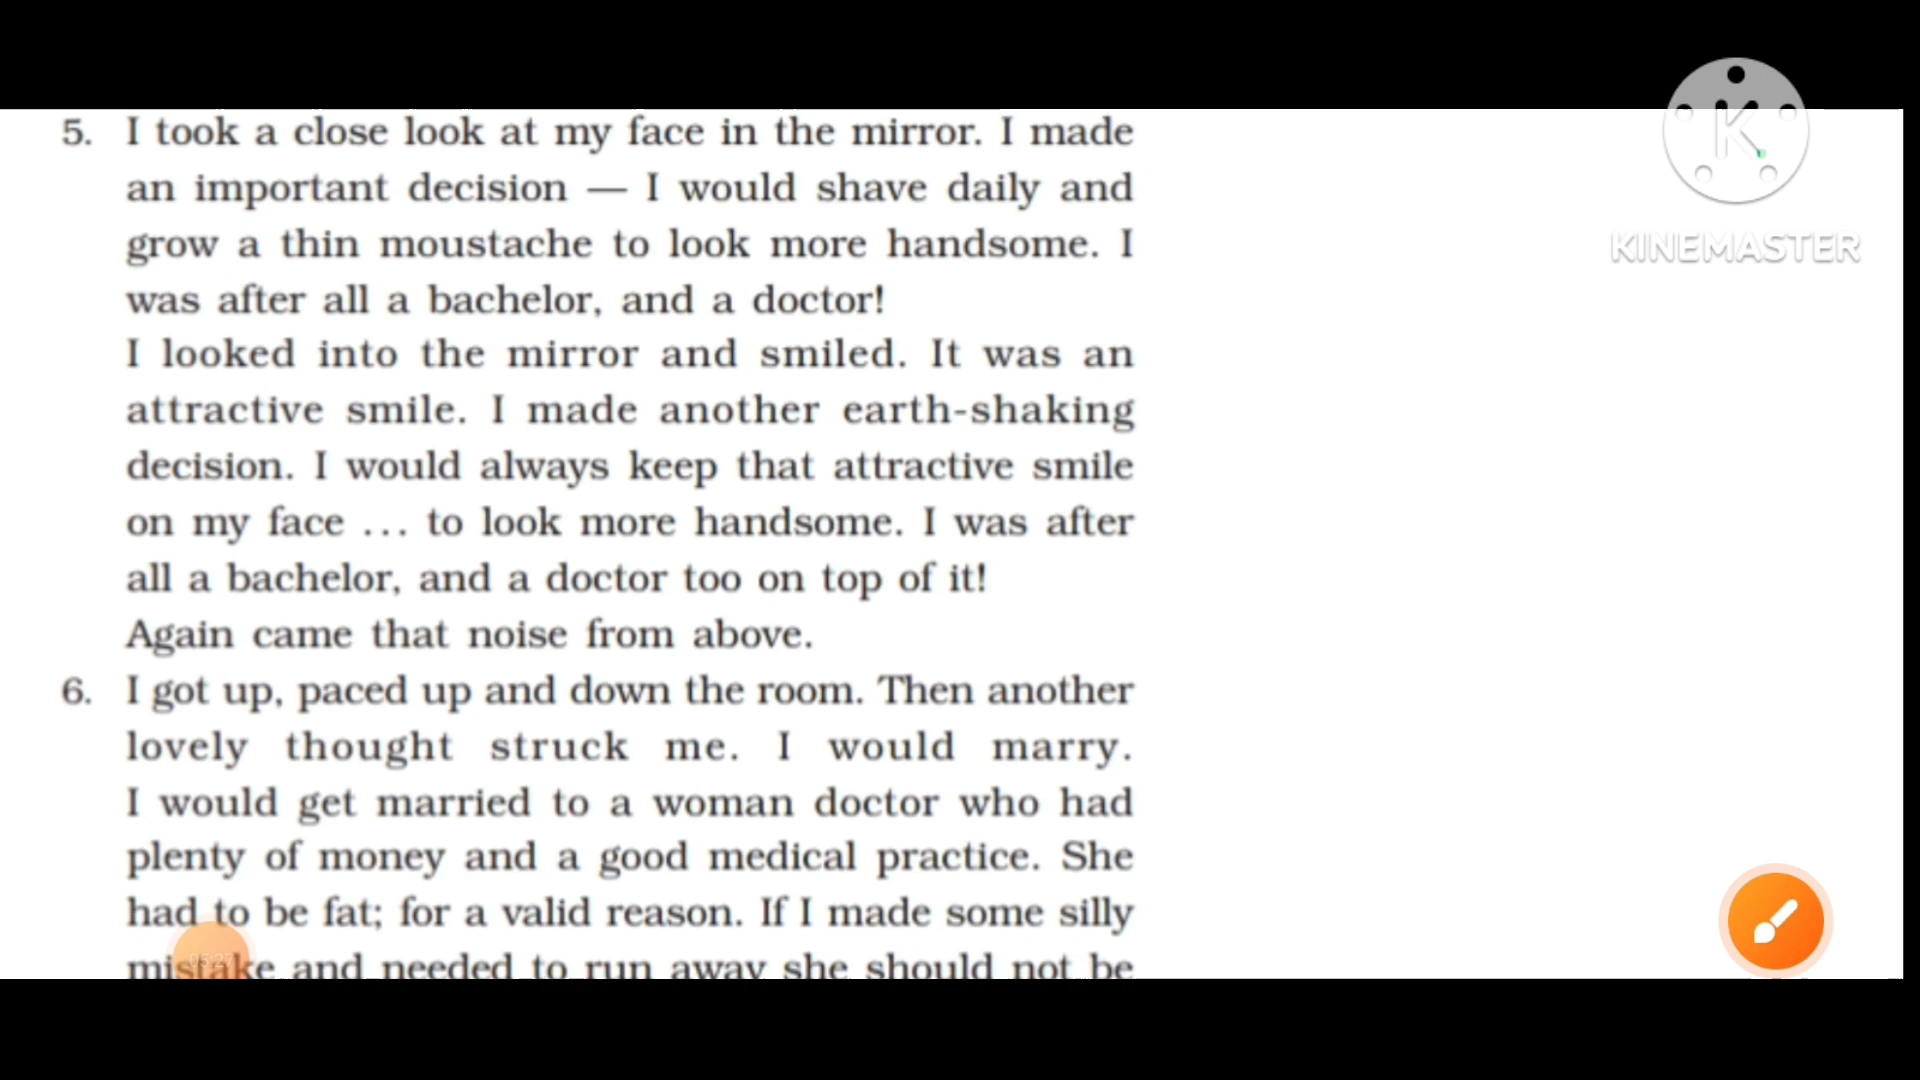 5. I took a close look at my face in the mirror. I made
an important decision — I would shave daily and
grow a thin moustache to look more handsome. I
was after all a bachelor, and a doctor!
I looked into the mirror and smiled. It was an
attractive smile. I made another earth-shaking
decision. I would always keep that attractive smile
on my face ... to look more handsome. I was after
all a bachelor, and a doctor too on top of it!
Again came that noise from above.
6. I got up, paced up and down the room. Then another
lovely thought struck me. I would marry.
I would get married to a woman doctor who had
plenty of money and a good medical practice. She
had to be fat; for a valid reason. If I made some silly
mistake and needed to run away she should not be
K
KINEMASTER